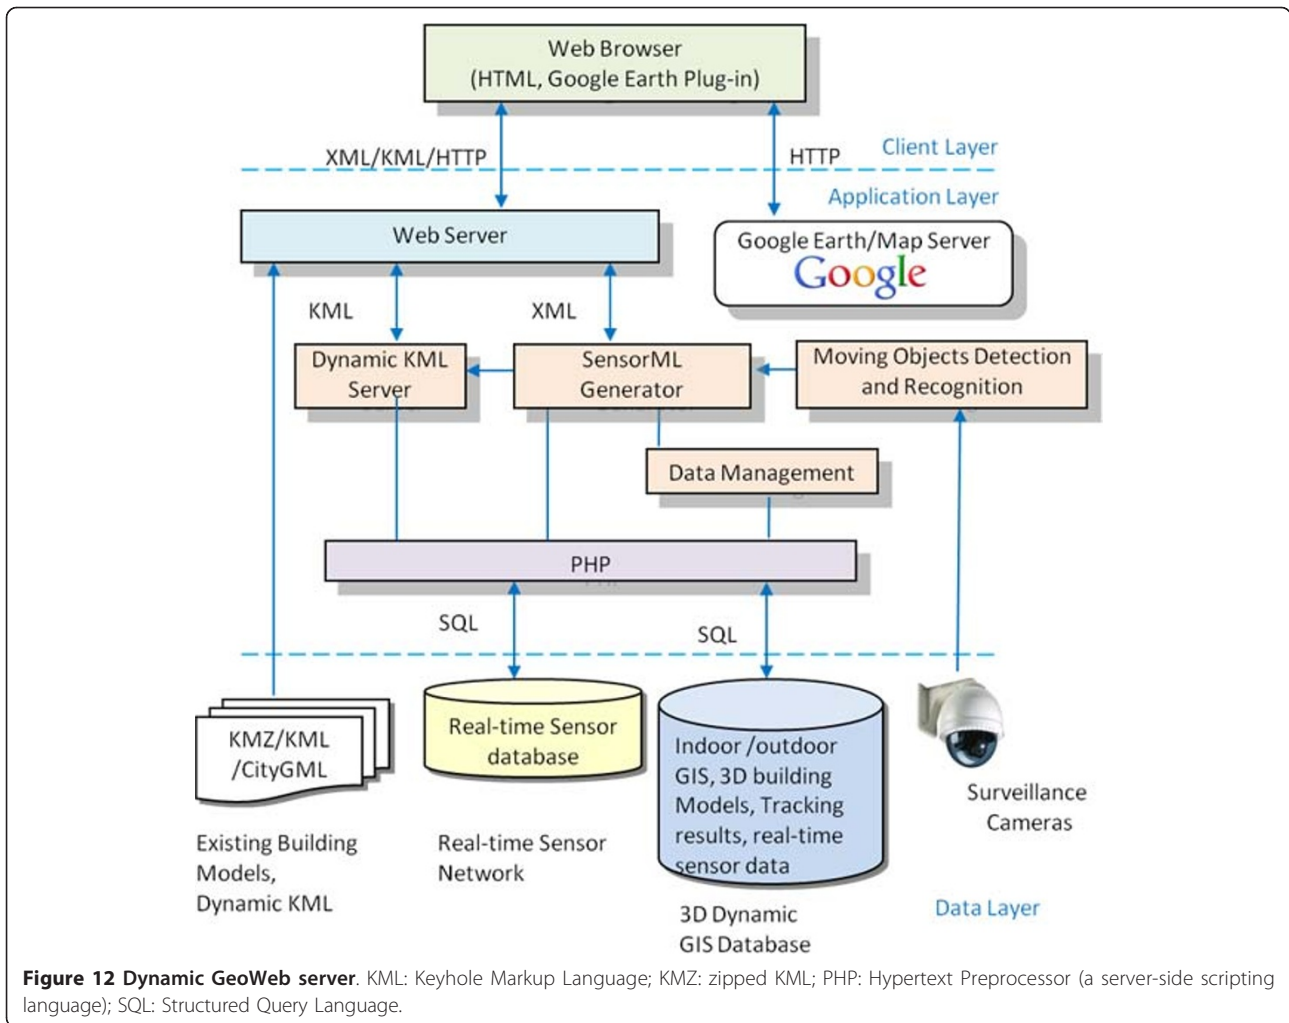 Web Browser
(HTML, Google Earth Plug-in)
XML/KML/HTTP
HTTP
Client Layer
Application Layer
Web Server
Google Earth/Map Server
Google
KML
XML
Dynamic KML
Server
SensorML
Generator
Moving Objects Detection
and Recognition
Data Management
PHP
SQL
SQL
KMZ/KML
/CityGML
Existing Building
Models,
Dynamic KML
Real-time Sensor
database
Real-time Sensor
Network
Indoor /outdoor
GIS, 3D building
Models, Tracking
results, real-time
sensor data
3D Dynamic
GIS Database
Surveillance
Cameras
Data Layer
Figure 12 Dynamic GeoWeb server. KML: Keyhole Markup Language; KMZ: zipped KML; PHP: Hypertext Preprocessor (a server-side scripting
language); SQL: Structured Query Language.